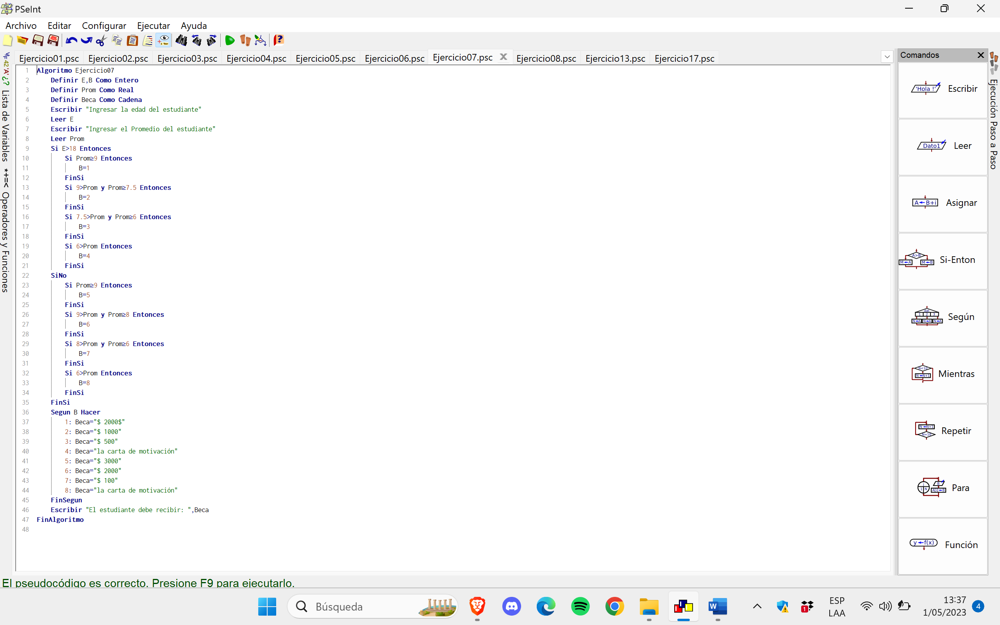 PSeInt
Archivo Editar Configurar Ejecutar Ayuda
Ejercicio01.psc Ejercicio02.psc Ejercicio03.psc Ejercicio04.psc Ejercicio05.psc Ejercicio06.psc Ejercicio07.psc Ejercicio08.psc Ejercicio13.psc Ejercicio17.psc
1 Algoritmo Ejercicio07
2 Definir E,B Como Entero
3 Definir Prom Como Real
4 Definir Beca Como Cadena
5 Escribir "Ingresar la edad del estudiante"
6 Leer E
7 Escribir "Ingresar el Promedio del estudiante"
8 Leer Prom
9 Si E>18 Entonces
10 Si Prom≥9 Entonces
11 B=1
12 FinSi
13 Si 9>Prom y Prom≥7.5 Entonces
14 B=2
15 FinSi
16 Si 7.5>Prom y Prom≥6 Entonces
17 B=3
18 FinSi
19 Si 6>Prom Entonces
20 B=4
21 FinSi
22 SiNo
23 Si Prom≥9 Entonces
24 B=5
25 FinSi
26 Si 9>Prom y Prom≥8 Entonces
27 B=6
28 FinSi
29 Si 8>Prom y Prom≥6 Entonces
30 B=7
31 FinSi
32 Si 6>Prom Entonces
33 B=8
34 FinSi
35 FinSi
36 Segun B Hacer
37 1: Beca="$ 2000$"
38 2: Beca="$ 1000"
39 3: Beca="$ 500"
40 4: Beca="la carta de motivación"
41 5: Beca="$ 3000"
42 6: Beca="$ 2000"
43 7: Beca="$ 100"
44 8: Beca="la carta de motivación"
45 FinSegun
46 Escribir "El estudiante debe recibir: ",Beca
47 FinAlgoritmo
48
42 'A' ¿? Lista de Variables
*+=< Operadores y Funciones
Comandos
'Hola !' Escribir
Dato1 Leer
A←B+i Asignar
A>B M←A M←B Si-Enton
dat 1 2 3 N←A N←A N←A Según
N<10 N←N+1 Mientras
N←N+1 N=10 Repetir
B 1 N A[i]←B Para
y←f(x) Función
Ejecución Paso a Paso
El pseudocódigo es correcto. Presione F9 para ejecutarlo.
Búsqueda
W
1
ESP
LAA
13:37
1/05/2023
4